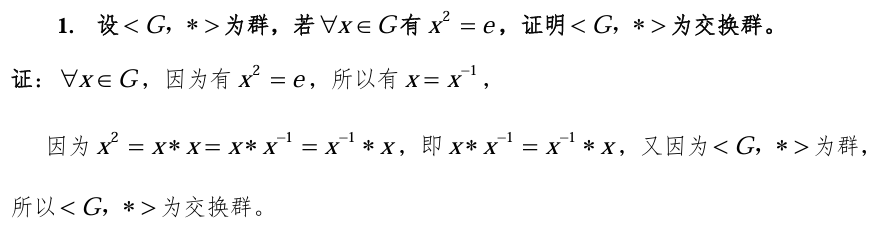 1. 设< G, * >为群，若∀x∈G有 x² = e，证明< G, * >为交换群。
证：∀x∈G，因为有 x² = e，所以有 x = x⁻¹，
因为 x² = x * x = x * x⁻¹ = x⁻¹ * x，即 x * x⁻¹ = x⁻¹ * x，又因为< G, * >为群，
所以< G, * >为交换群。